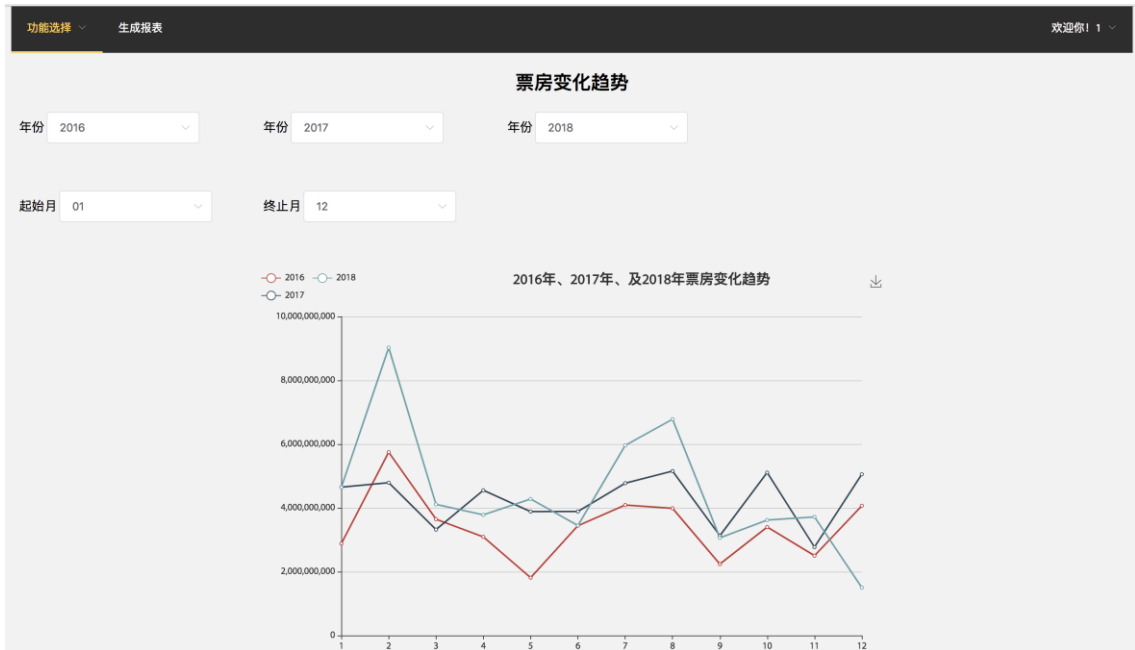 功能选择 生成报表 欢迎你！1
票房变化趋势
年份 2016 年份 2017 年份 2018
起始月 01 终止月 12
2016 2018
2017
2016年、2017年、及2018年票房变化趋势
10,000,000,000
8,000,000,000
6,000,000,000
4,000,000,000
2,000,000,000
0
1 2 3 4 5 6 7 8 9 10 11 12